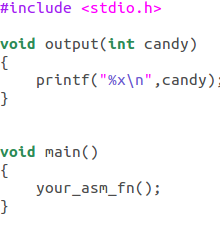 #include <stdio.h>
void output(int candy)
{
printf("%x\n",candy);
}
void main()
{
your_asm_fn();
}